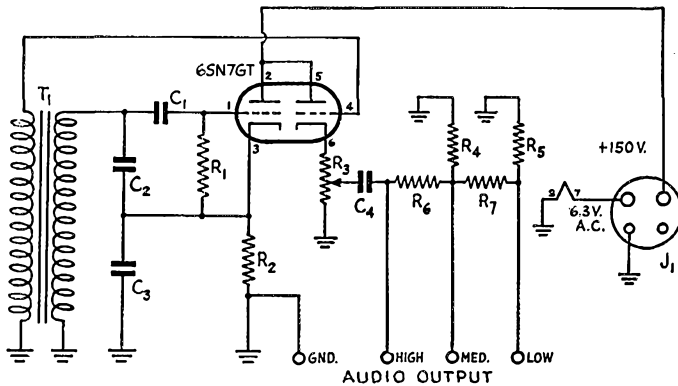 6SN7GT
2
5
T1
C1
1
4
3
6
R1
R3
R4
R5
+150 V.
C2
C4
R6
R7
2
7
6.3 V.
A.C.
J1
C3
R2
GND.
HIGH
MED.
LOW
AUDIO OUTPUT